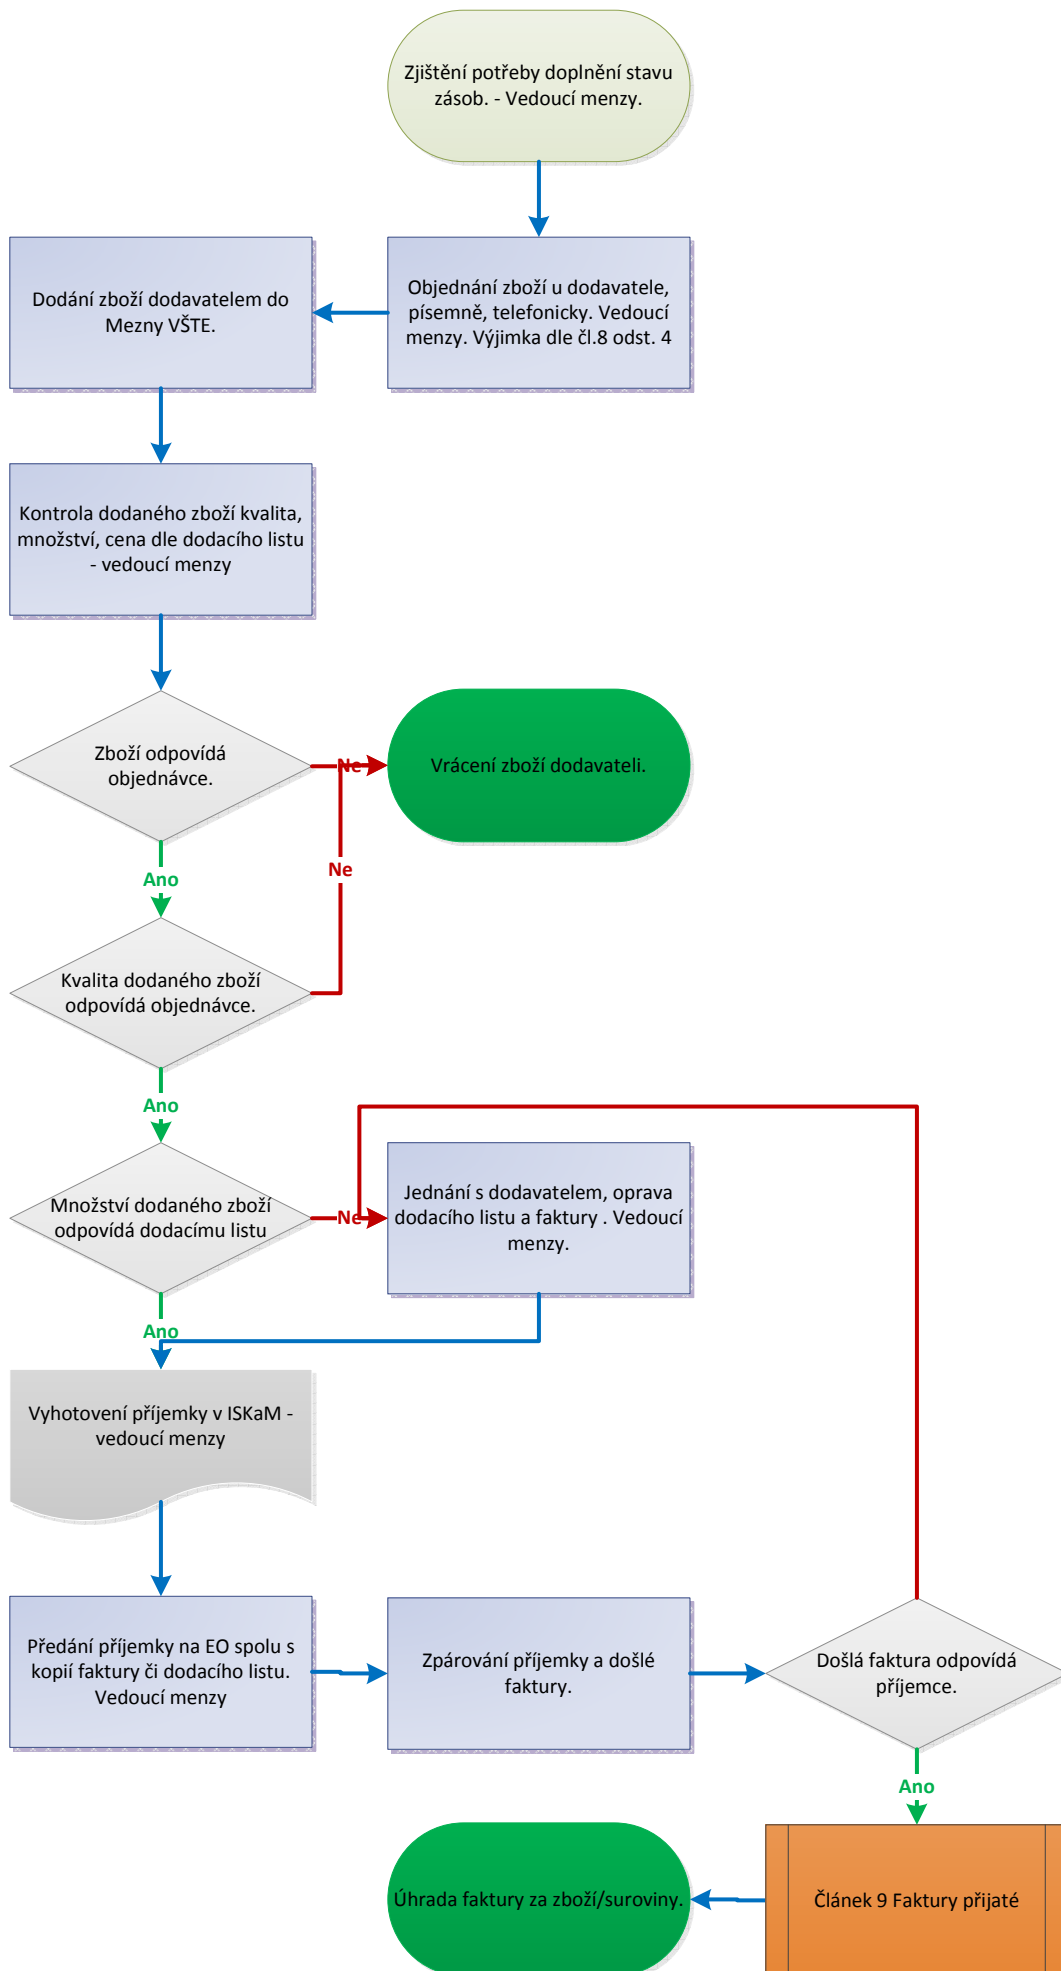 Zjištění potřeby doplnění stavu
zásob. - Vedoucí menzy.
Objednání zboží u dodavatele,
písemně, telefonicky. Vedoucí
menzy. Výjimka dle čl.8 odst. 4
Dodání zboží dodavatelem do
Mezny VŠTE.
Kontrola dodaného zboží kvalita,
množství, cena dle dodacího listu
- vedoucí menzy
Zboží odpovídá
objednávce.
Ne
Vrácení zboží dodavateli.
Ano
Ne
Kvalita dodaného zboží
odpovídá objednávce.
Ano
Množství dodaného zboží
odpovídá dodacímu listu
Ne
Jednání s dodavatelem, oprava
dodacího listu a faktury . Vedoucí
menzy.
Ano
Vyhotovení příjemky v ISKaM -
vedoucí menzy
Předání příjemky na EO spolu s
kopií faktury či dodacího listu.
Vedoucí menzy
Zpárování příjemky a došlé
faktury.
Došlá faktura odpovídá
příjemce.
Ano
Článek 9 Faktury přijaté
Úhrada faktury za zboží/suroviny.